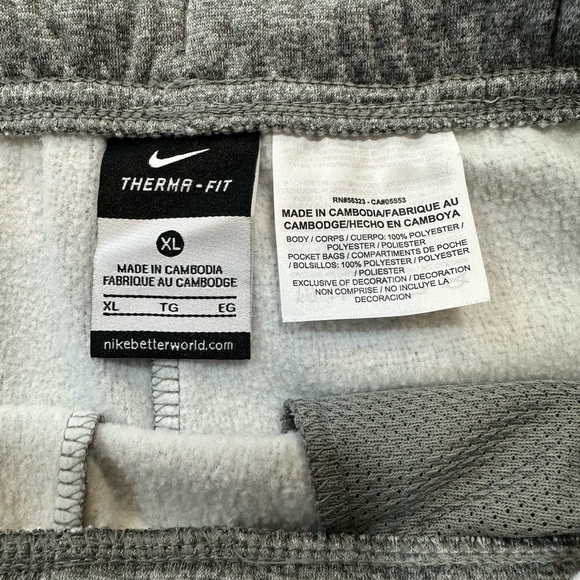 THERMA-FIT
XL
MADE IN CAMBODIA
FABRIQUE AU CAMBODGE
XL TG EG
nikebetterworld.com
RN#56323 - CA#05553
MADE IN CAMBODIA/FABRIQUE AU
CAMBODGE/HECHO EN CAMBOYA
BODY / CORPS / CUERPO: 100% POLYESTER /
POLYESTER / POLIESTER
POCKET BAGS / COMPARTIMENTS DE POCHE
/ BOLSILLOS: 100% POLYESTER / POLYESTER
/ POLIESTER
EXCLUSIVE OF DECORATION / DECORATION
NON COMPRISE / NO INCLUYE LA
DECORACION